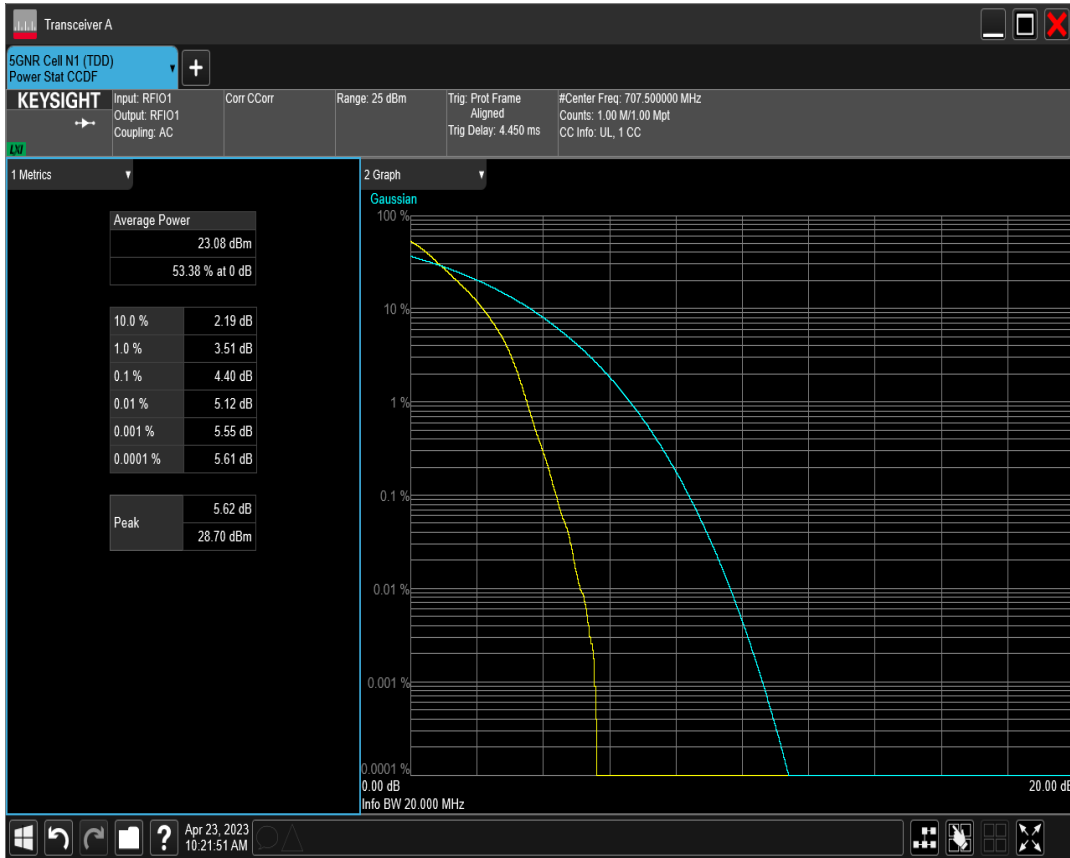 Transceiver A
5GNR Cell N1 (TDD)
Power Stat CCDF
KEYSIGHT
LXI
Input: RFIO1
Output: RFIO1
Coupling: AC
Corr CCorr
Range: 25 dBm
Trig: Prot Frame
Aligned
Trig Delay: 4.450 ms
#Center Freq: 707.500000 MHz
Counts: 1.00 M/1.00 Mpt
CC Info: UL, 1 CC
1 Metrics
Average Power
23.08 dBm
53.38 % at 0 dB
10.0 % 2.19 dB
1.0 % 3.51 dB
0.1 % 4.40 dB
0.01 % 5.12 dB
0.001 % 5.55 dB
0.0001 % 5.61 dB
Peak 5.62 dB
28.70 dBm
2 Graph
Gaussian
100 %
10 %
1 %
0.1 %
0.01 %
0.001 %
0.0001 %
0.00 dB 20.00 dB
Info BW 20.000 MHz
? Apr 23, 2023
10:21:51 AM